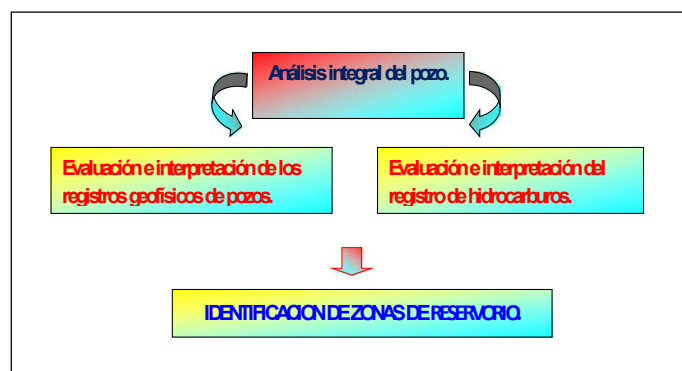 Análisis integral del pozo.
Evaluación e interpretación de los
registros geofísicos de pozos.
Evaluación e interpretación del
registro de hidrocarburos.
IDENTIFICACION DE ZONAS DE RESERVORIO.